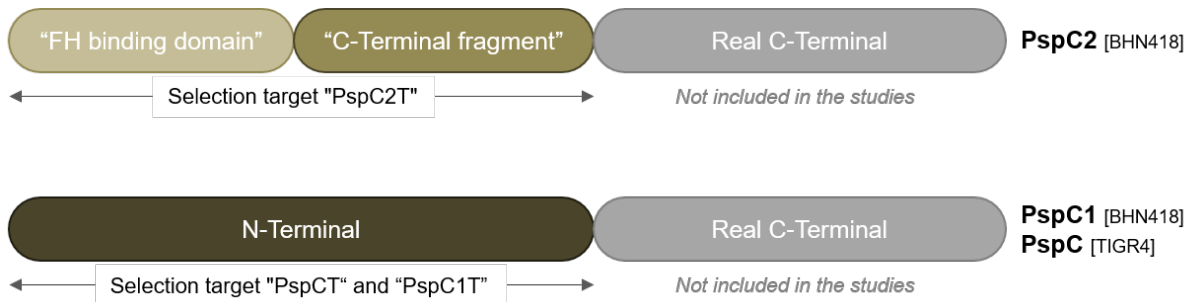 “FH binding domain” “C-Terminal fragment” Real C-Terminal PspC2 [BHN418]
Selection target "PspC2T" Not included in the studies
N-Terminal Real C-Terminal PspC1 [BHN418]
PspC [TIGR4]
Selection target "PspCT“ and “PspC1T” Not included in the studies